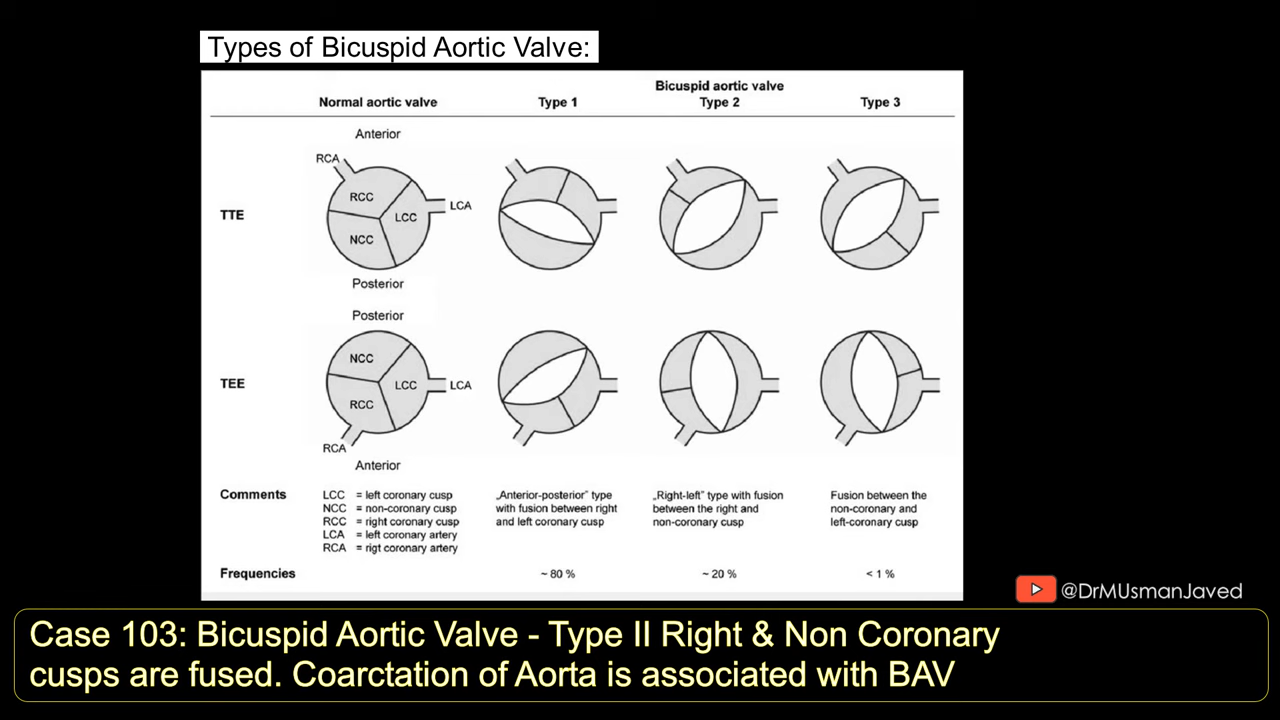 Types of Bicuspid Aortic Valve:
Bicuspid aortic valve
Normal aortic valve Type 1 Type 2 Type 3
Anterior
RCA
RCC
TTE LCC LCA
NCC
Posterior
Posterior
NCC
TEE LCC LCA
RCC
RCA
Anterior
Comments LCC = left coronary cusp „Anterior-posterior" type „Right-left" type with fusion Fusion between the
NCC = non-coronary cusp with fusion between right between the right and non-coronary and
RCC = right coronary cusp and left coronary cusp non-coronary cusp left-coronary cusp
LCA = left coronary artery
RCA = rigt coronary artery
Frequencies ~ 80 % ~ 20 % < 1 %
@DrMUsmanJaved
Case 103: Bicuspid Aortic Valve - Type II Right & Non Coronary
cusps are fused. Coarctation of Aorta is associated with BAV